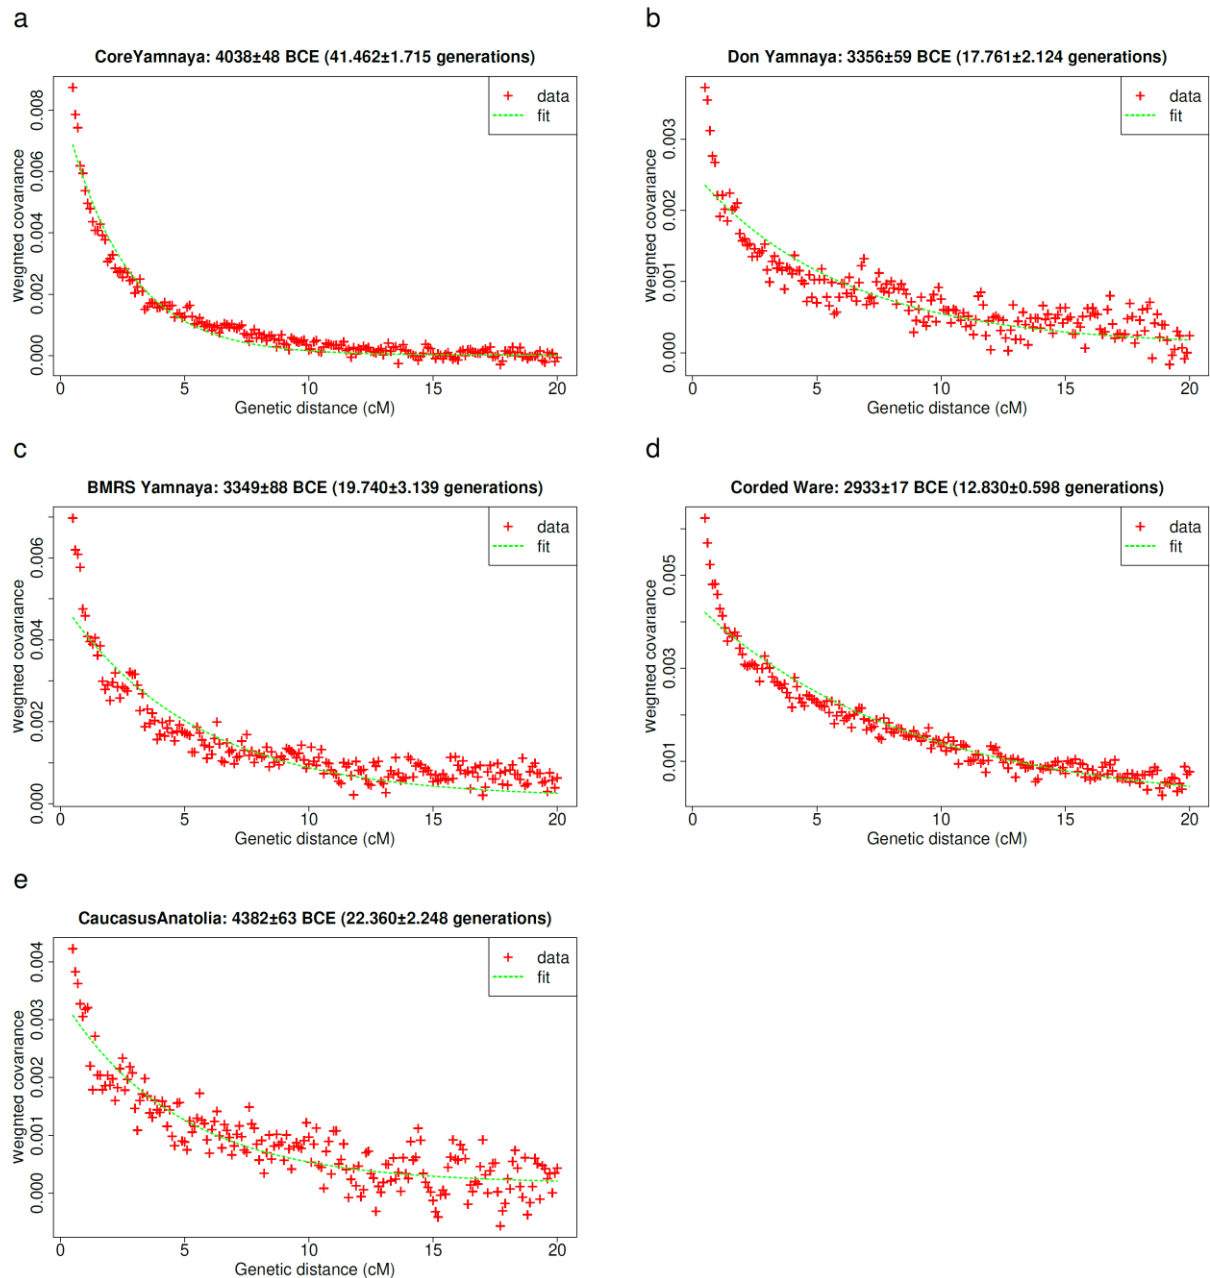 a
CoreYamnaya: 4038±48 BCE (41.462±1.715 generations)
data
fit
Weighted covariance
0.008
0.006
0.004
0.002
0.000
0 5 10 15 20
Genetic distance (cM)
b
Don Yamnaya: 3356±59 BCE (17.761±2.124 generations)
data
fit
Weighted covariance
0.003
0.002
0.001
0.000
0 5 10 15 20
Genetic distance (cM)
c
BMRS Yamnaya: 3349±88 BCE (19.740±3.139 generations)
data
fit
Weighted covariance
0.006
0.004
0.002
0.000
0 5 10 15 20
Genetic distance (cM)
d
Corded Ware: 2933±17 BCE (12.830±0.598 generations)
data
fit
Weighted covariance
0.005
0.003
0.001
0 5 10 15 20
Genetic distance (cM)
e
CaucasusAnatolia: 4382±63 BCE (22.360±2.248 generations)
data
fit
Weighted covariance
0.004
0.003
0.002
0.001
0.000
0 5 10 15 20
Genetic distance (cM)